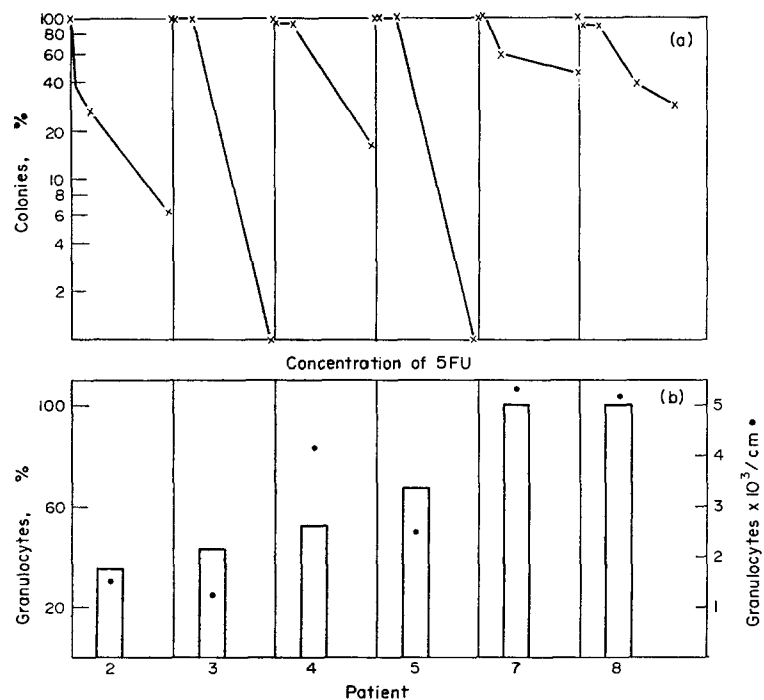 (a)
100
80
60
40
20
10
8
6
4
2
Colonies, %
Concentration of 5FU
(b)
100
60
20
Granulocytes, %
5
4
3
2
1
Granulocytes x 10³/cm •
2 3 4 5 7 8
Patient